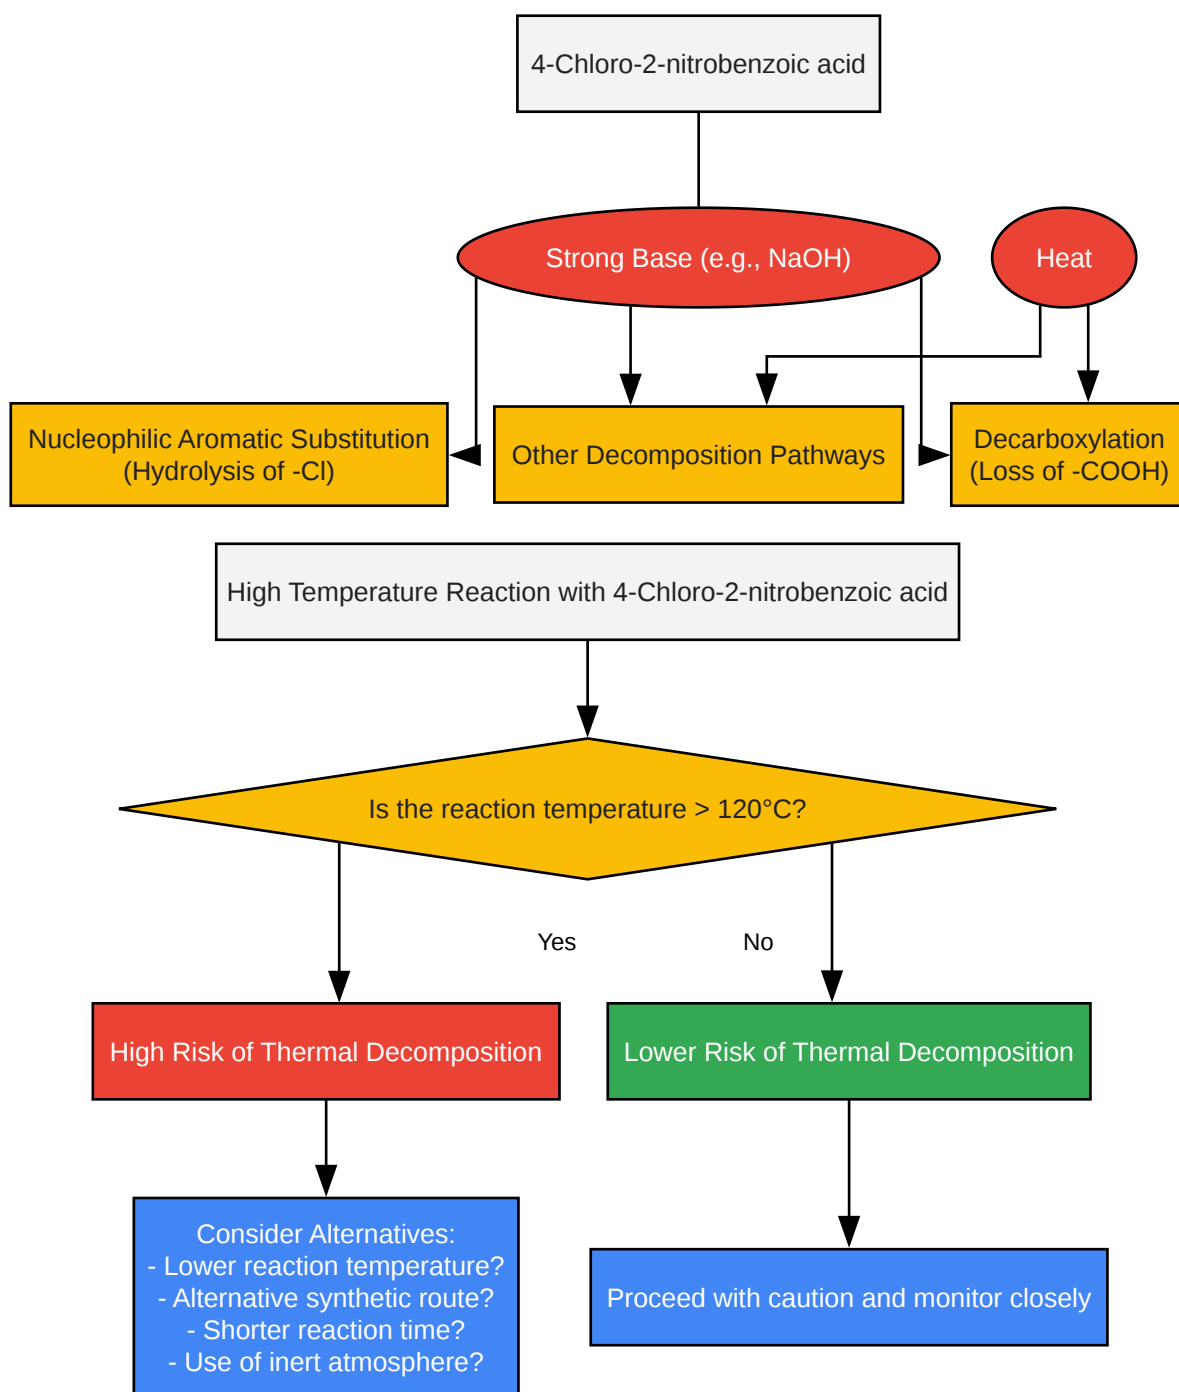 4-Chloro-2-nitrobenzoic acid
Strong Base (e.g., NaOH)
Heat
Nucleophilic Aromatic Substitution
(Hydrolysis of -Cl)
Other Decomposition Pathways
Decarboxylation
(Loss of -COOH)
High Temperature Reaction with 4-Chloro-2-nitrobenzoic acid
Is the reaction temperature > 120°C?
Yes
No
High Risk of Thermal Decomposition
Lower Risk of Thermal Decomposition
Consider Alternatives:
- Lower reaction temperature?
- Alternative synthetic route?
- Shorter reaction time?
- Use of inert atmosphere?
Proceed with caution and monitor closely